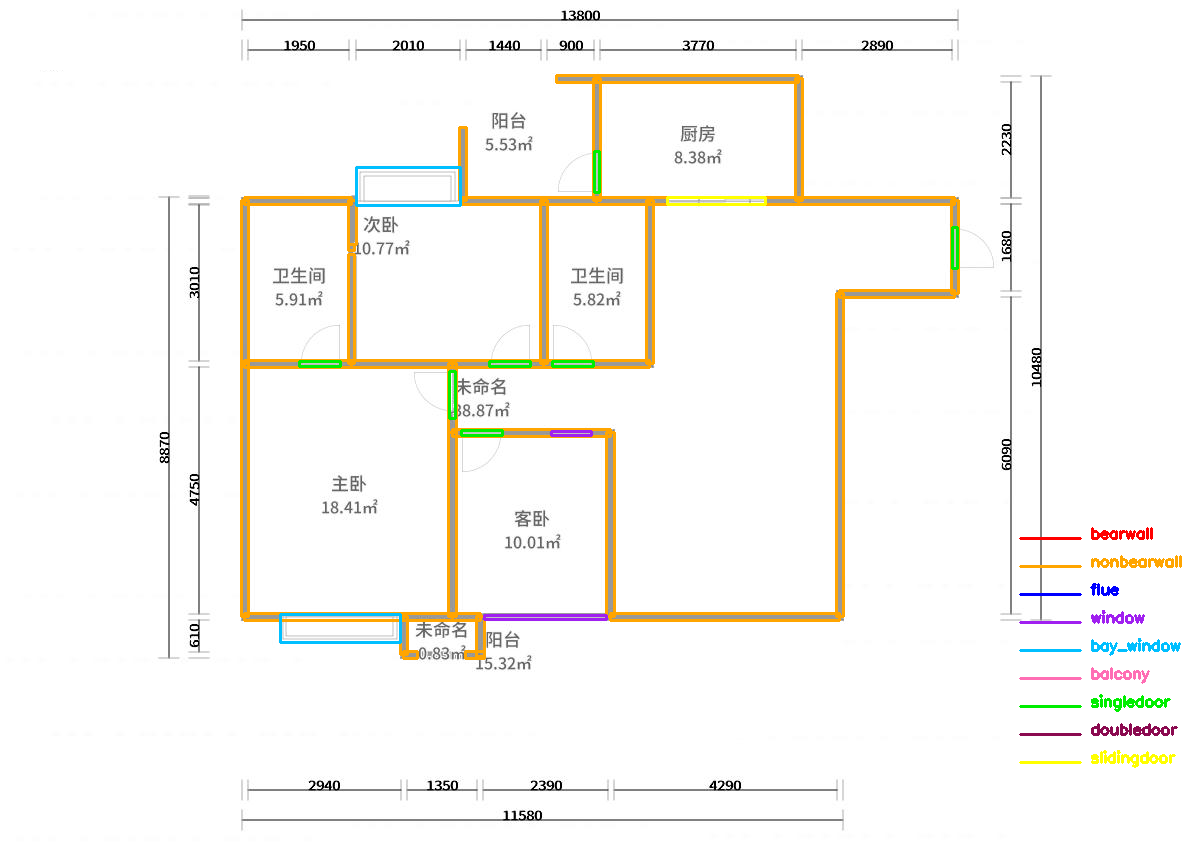 13800
1950 2010 1440 900 3770 2890
阳台
5.53㎡
厨房
8.38㎡
2230
次卧
10.77㎡
卫生间
5.91㎡
卫生间
5.82㎡
1680
3010
10480
未命名
38.87㎡
8870
4750
6090
主卧
18.41㎡
客卧
10.01㎡
610
未命名
0.83㎡
阳台
15.32㎡
bearwall
nonbearwall
flue
window
bay_window
balcony
singledoor
doubledoor
slidingdoor
2940 1350 2390 4290
11580